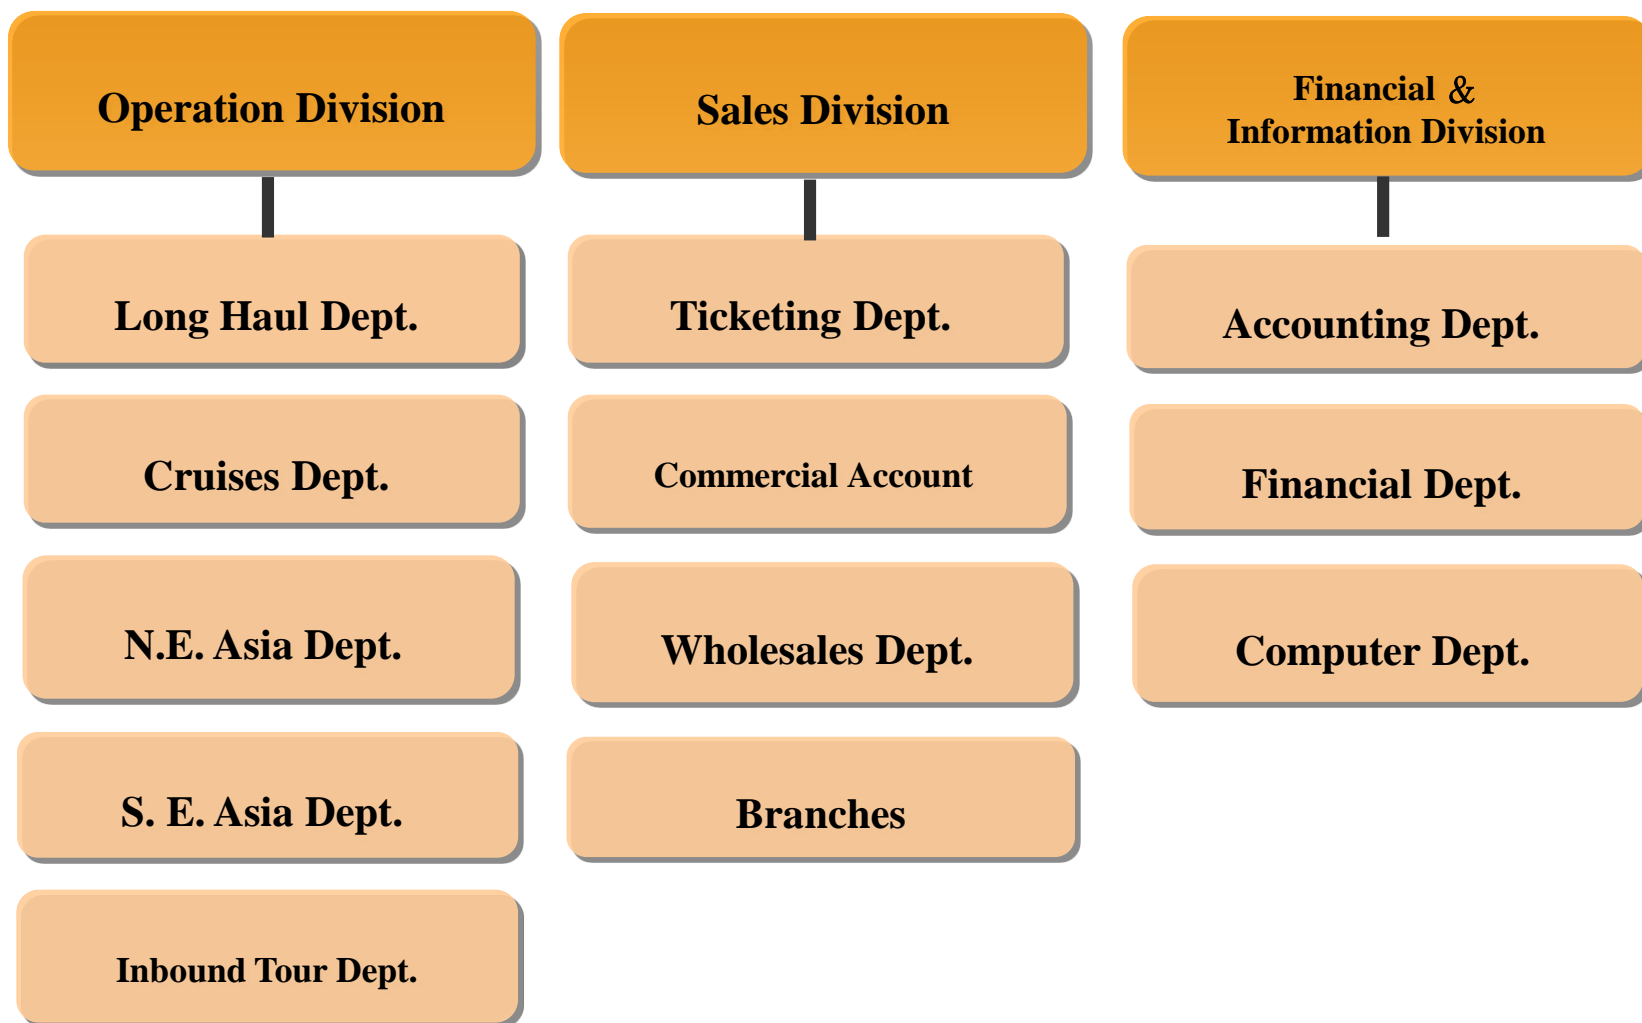 Operation Division
Long Haul Dept.
Cruises Dept.
N.E. Asia Dept.
S. E. Asia Dept.
Inbound Tour Dept.
Sales Division
Ticketing Dept.
Commercial Account
Wholesales Dept.
Branches
Financial &
Information Division
Accounting Dept.
Financial Dept.
Computer Dept.